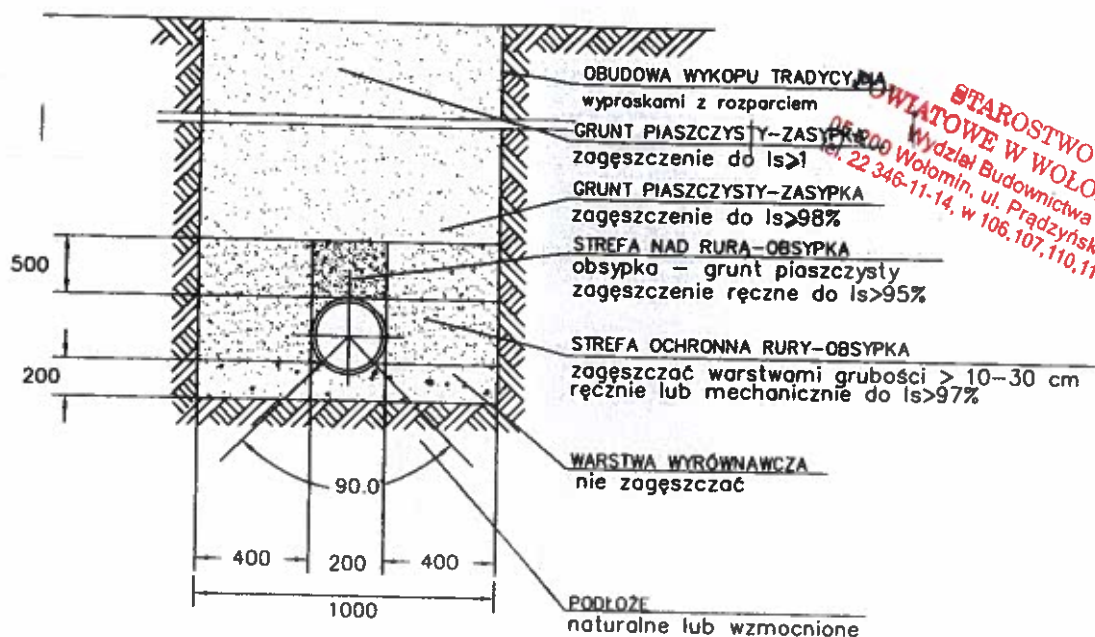 OBUDOWA WYKOPU TRADYCYJNA
wypraskami z rozparciem
GRUNT PIASZCZYSTY-ZASYPKA
zagęszczenie do Is>1
GRUNT PIASZCZYSTY-ZASYPKA
zagęszczenie do Is>98%
STREFA NAD RURĄ-OBSYPKA
obsypka – grunt piaszczysty
zagęszczenie ręczne do Is>95%
STREFA OCHRONNA RURY-OBSYPKA
zagęszczać warstwami grubości > 10-30 cm
ręcznie lub mechanicznie do Is>97%
WARSTWA WYRÓWNAWCZA
nie zagęszczać
PODŁOŻE
naturalne lub wzmocnione
500
200
90.0
400 200 400
1000
STAROSTWO
POWIATOWE W WOŁO
Wydział Budownictwa
05-200 Wołomin, ul. Prądzyńsk
tel. 22 346-11-14, w 106,107,110,11